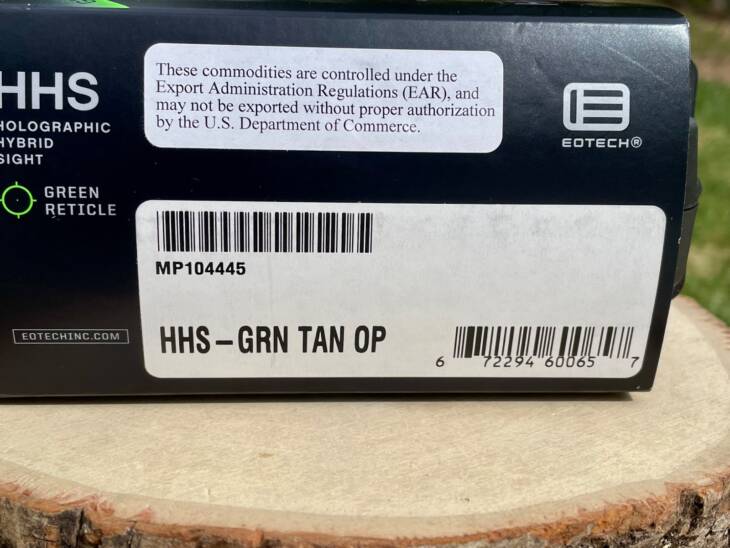 HHS
HOLOGRAPHIC
HYBRID
SIGHT
GREEN
RETICLE
EOTECHINC.COM
These commodities are controlled under the
Export Administration Regulations (EAR), and
may not be exported without proper authorization
by the U.S. Department of Commerce.
EOTECH®
MP104445
HHS-GRN TAN OP
6 72294 60065 7